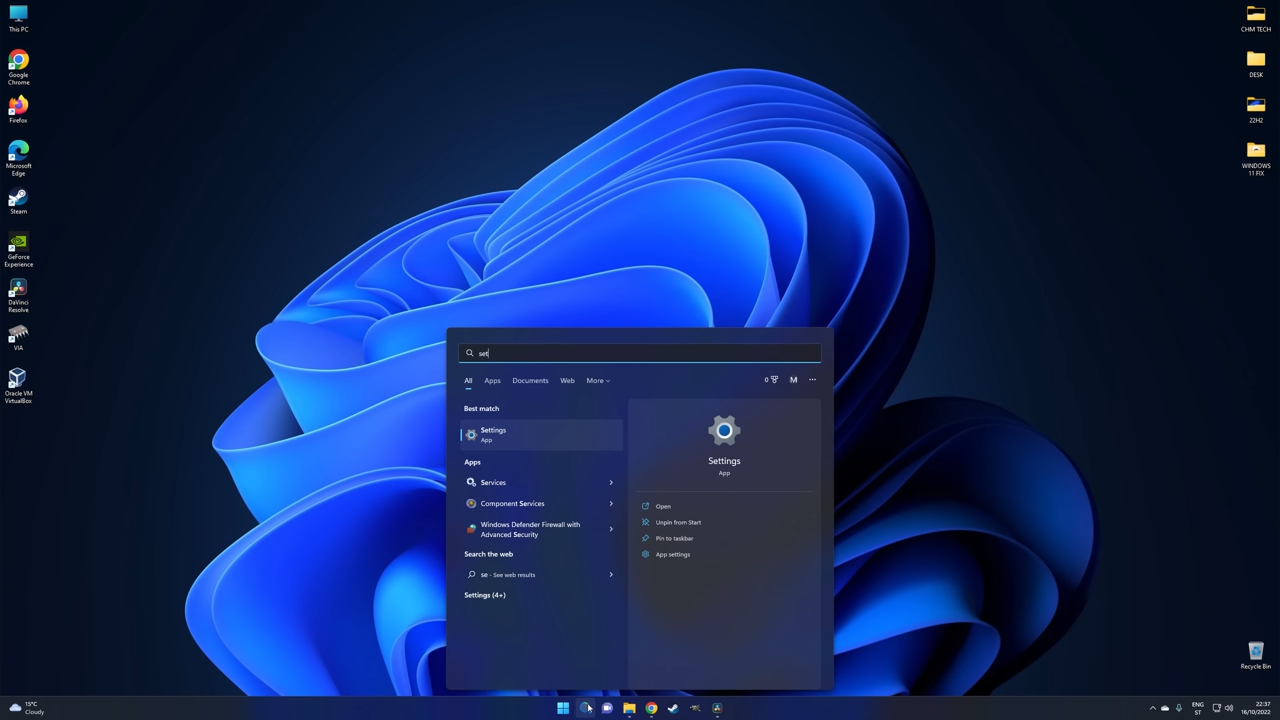 This PC
Google
Chrome
Firefox
Microsoft
Edge
Steam
GeForce
Experience
DaVinci
Resolve
VIA
Oracle VM
VirtualBox
CHM TECH
DESK
22H2
WINDOWS
11 FIX
Recycle Bin
set
All
Apps
Documents
Web
More
0
M
Best match
Settings
App
Apps
Services
Component Services
Windows Defender Firewall with
Advanced Security
Search the web
se - See web results
Settings (4+)
Settings
App
Open
Unpin from Start
Pin to taskbar
App settings
15°C
Cloudy
ENG
ST
22:37
16/10/2022